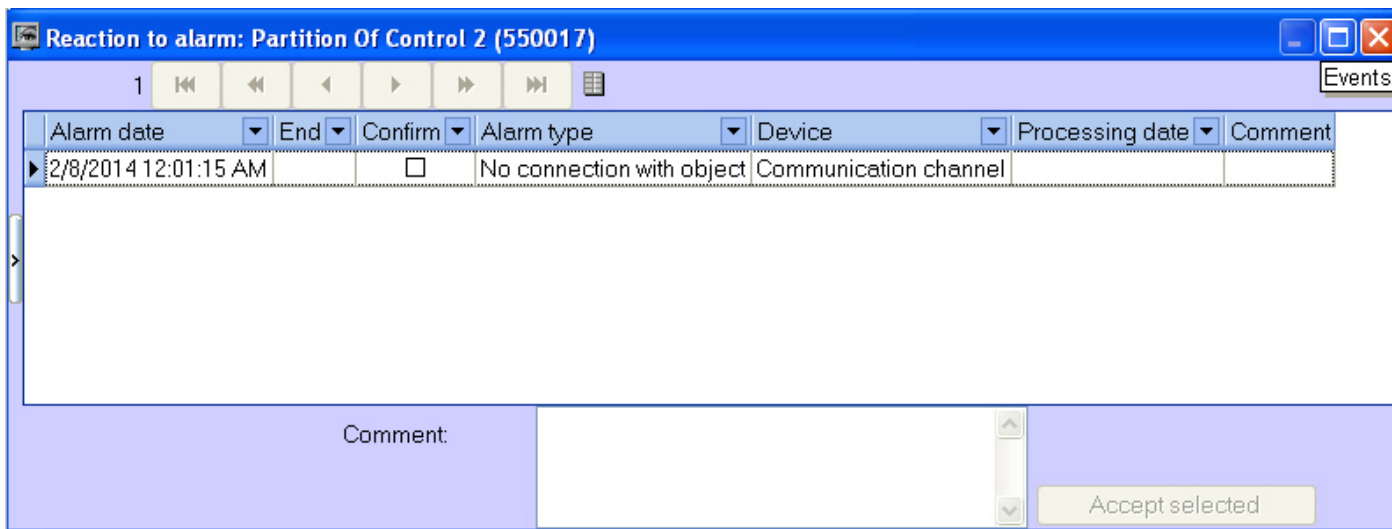 Reaction to alarm: Partition Of Control 2 (550017)
1
Events
Alarm date End Confirm Alarm type Device Processing date Comment
2/8/2014 12:01:15 AM No connection with object Communication channel
Comment:
Accept selected